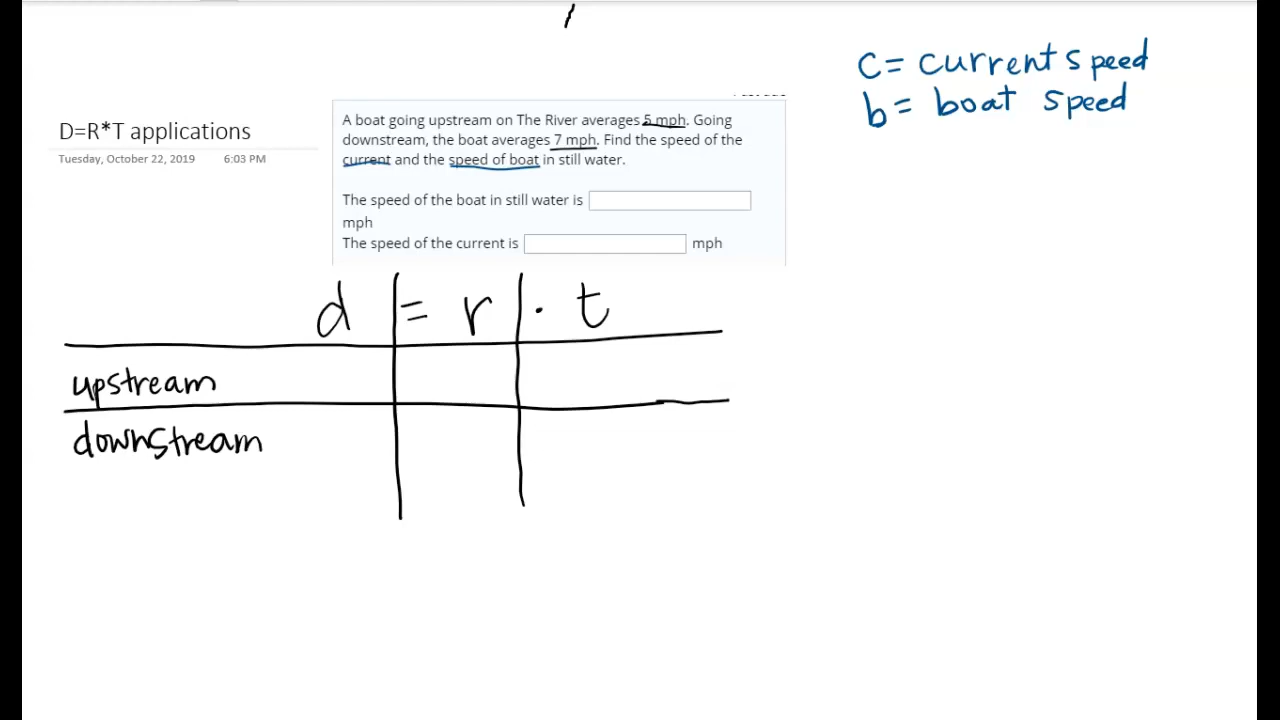 c= current speed
b= boat speed
D=R*T applications
Tuesday, October 22, 2019 6:03 PM
A boat going upstream on The River averages 5 mph. Going
downstream, the boat averages 7 mph. Find the speed of the
current and the speed of boat in still water.
The speed of the boat in still water is
mph
The speed of the current is mph
d = r · t
upstream
downstream